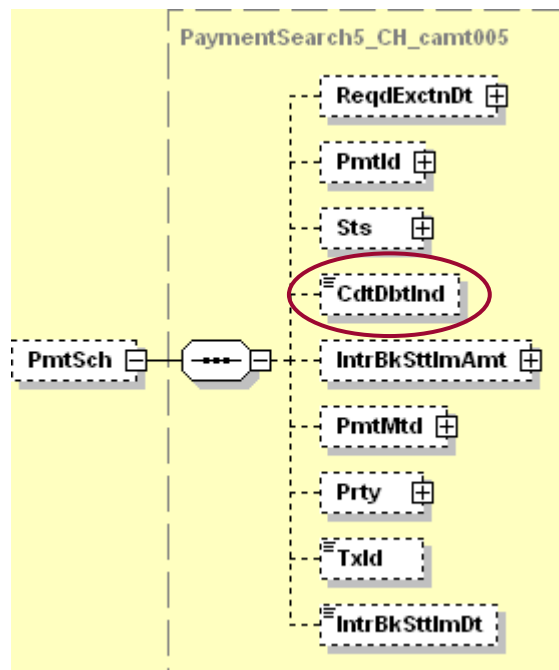 PaymentSearch5_CH_camt005
ReqdExctnDt
PmtId
Sts
CdtDbtInd
PmtSch
IntrBkSttlmAmt
PmtMtd
Prty
TxId
IntrBkSttlmDt